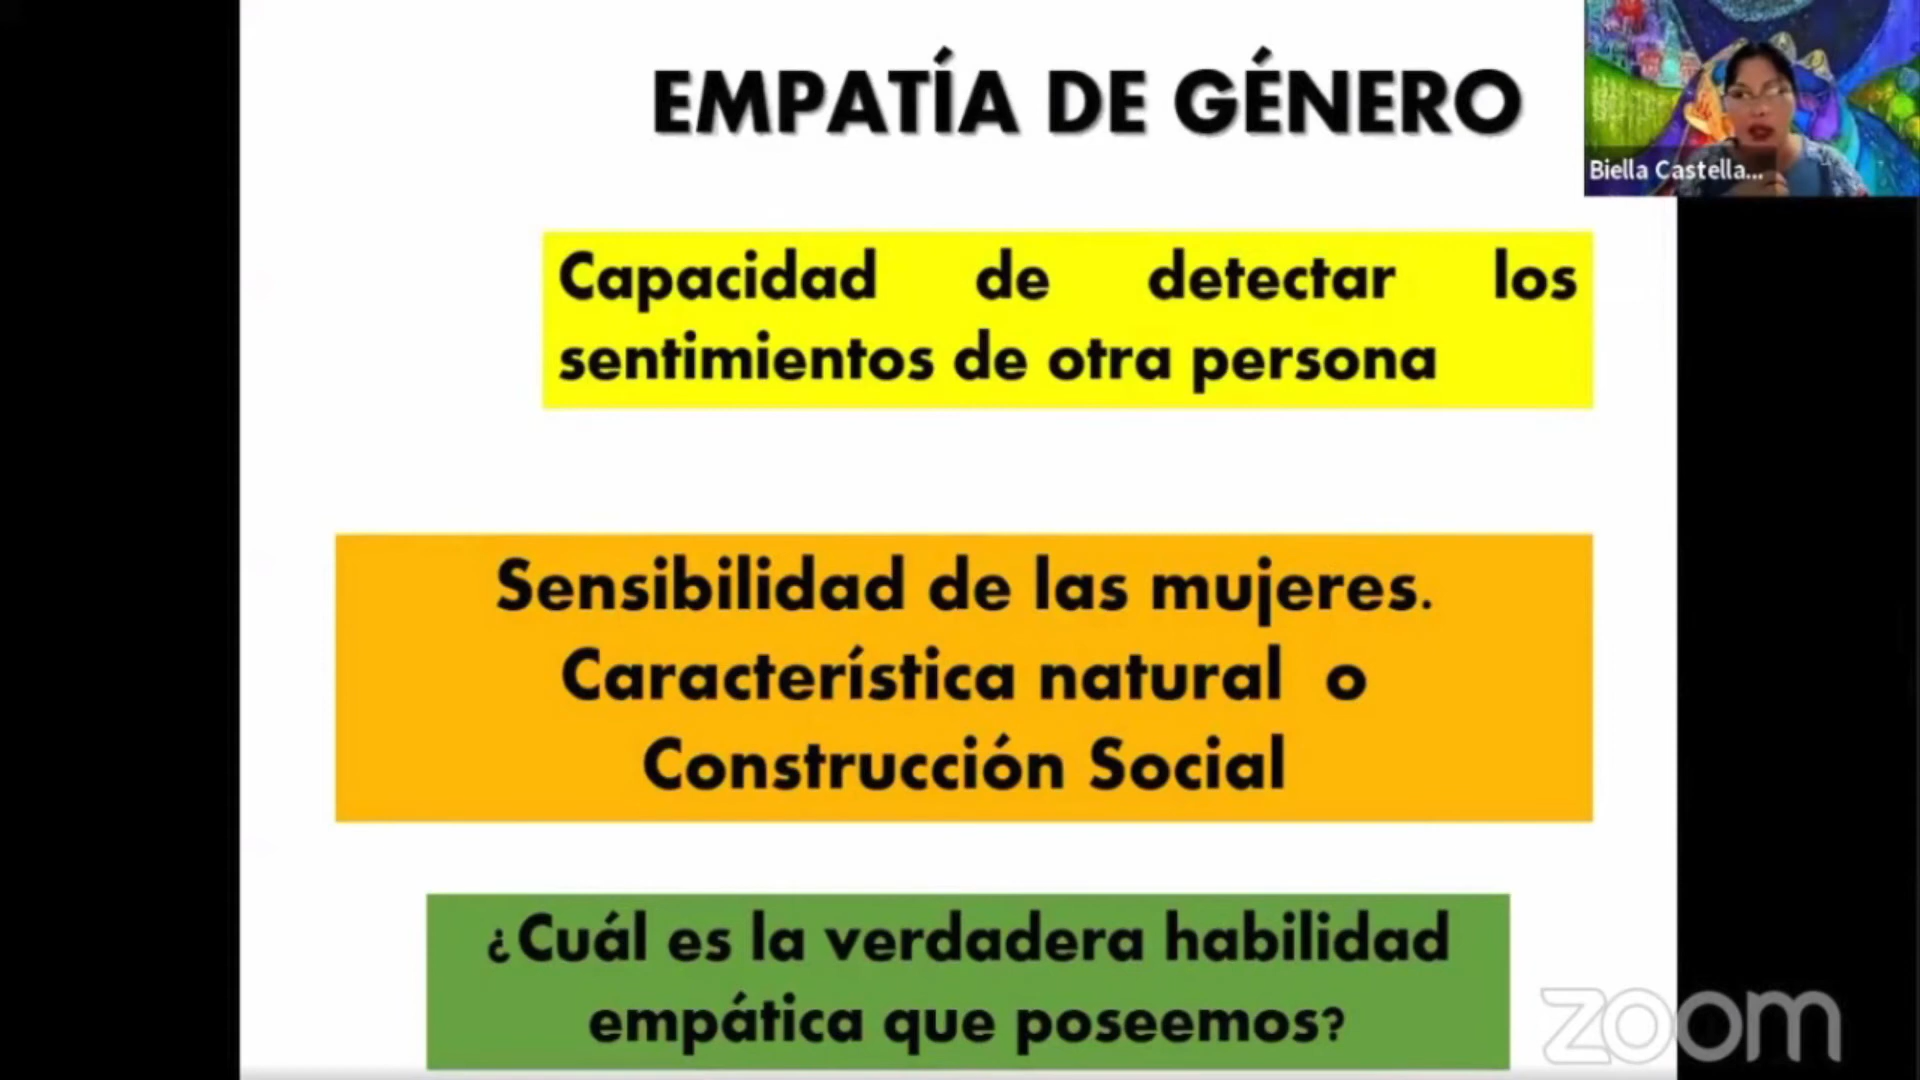 EMPATÍA DE GÉNERO
Biella Castella...
Capacidad de detectar los
sentimientos de otra persona
Sensibilidad de las mujeres.
Característica natural o
Construcción Social
¿Cuál es la verdadera habilidad
empática que poseemos?
zoom